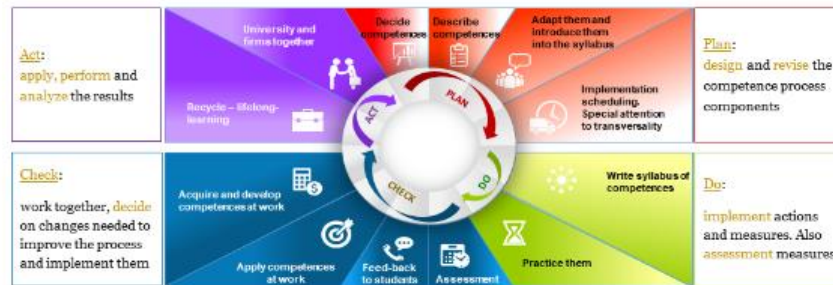 Act:
apply, perform and
analyze the results
University and
firms together
Decide
competences
Describe
competences
Adapt them and
introduce them
into the syllabus
Plan:
design and revise the
competence process
components
Recycle – lifelong-
learning
ACT
PLAN
Implementation
scheduling.
Special attention
to transversality
Check:
work together, decide
on changes needed to
improve the process
and implement them
Acquire and develop
competences at work
CHECK
DO
Write syllabus of
competences
Do:
implement actions
and measures. Also
assessment measures
Apply competences
at work
Feed-back
to students
Assessment
Practice them